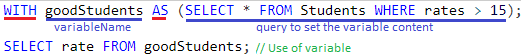 WITH goodStudents AS (SELECT * FROM Students WHERE rates > 15);
variableName query to set the variable content
SELECT rate FROM goodStudents; // Use of variable